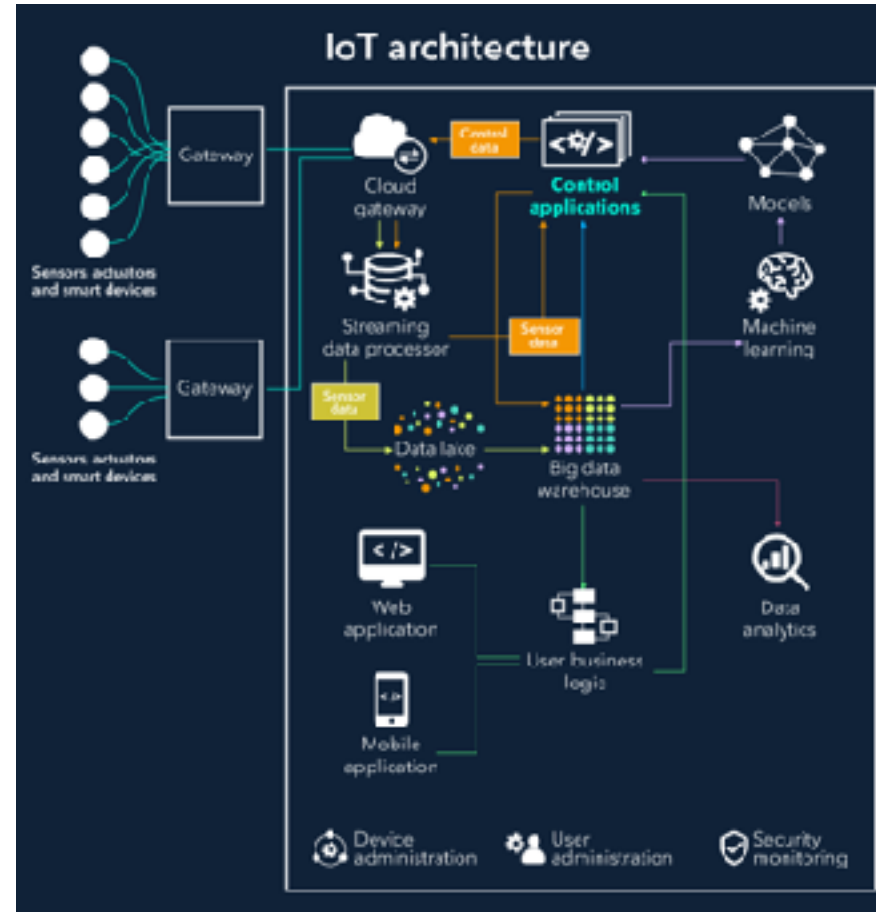 IoT architecture
Gateway
Sensors, actuators
and smart devices
Gateway
Sensors, actuators
and smart devices
Cloud
gateway
Control
data
</>
Control
applications
Models
Streaming
data processor
Sensor
data
Machine
learning
Sensor
data
Data lake
Big data
warehouse
</>
Web
application
User business
logic
Data
analytics
</>
Mobile
application
Device
administration
User
administration
Security
monitoring